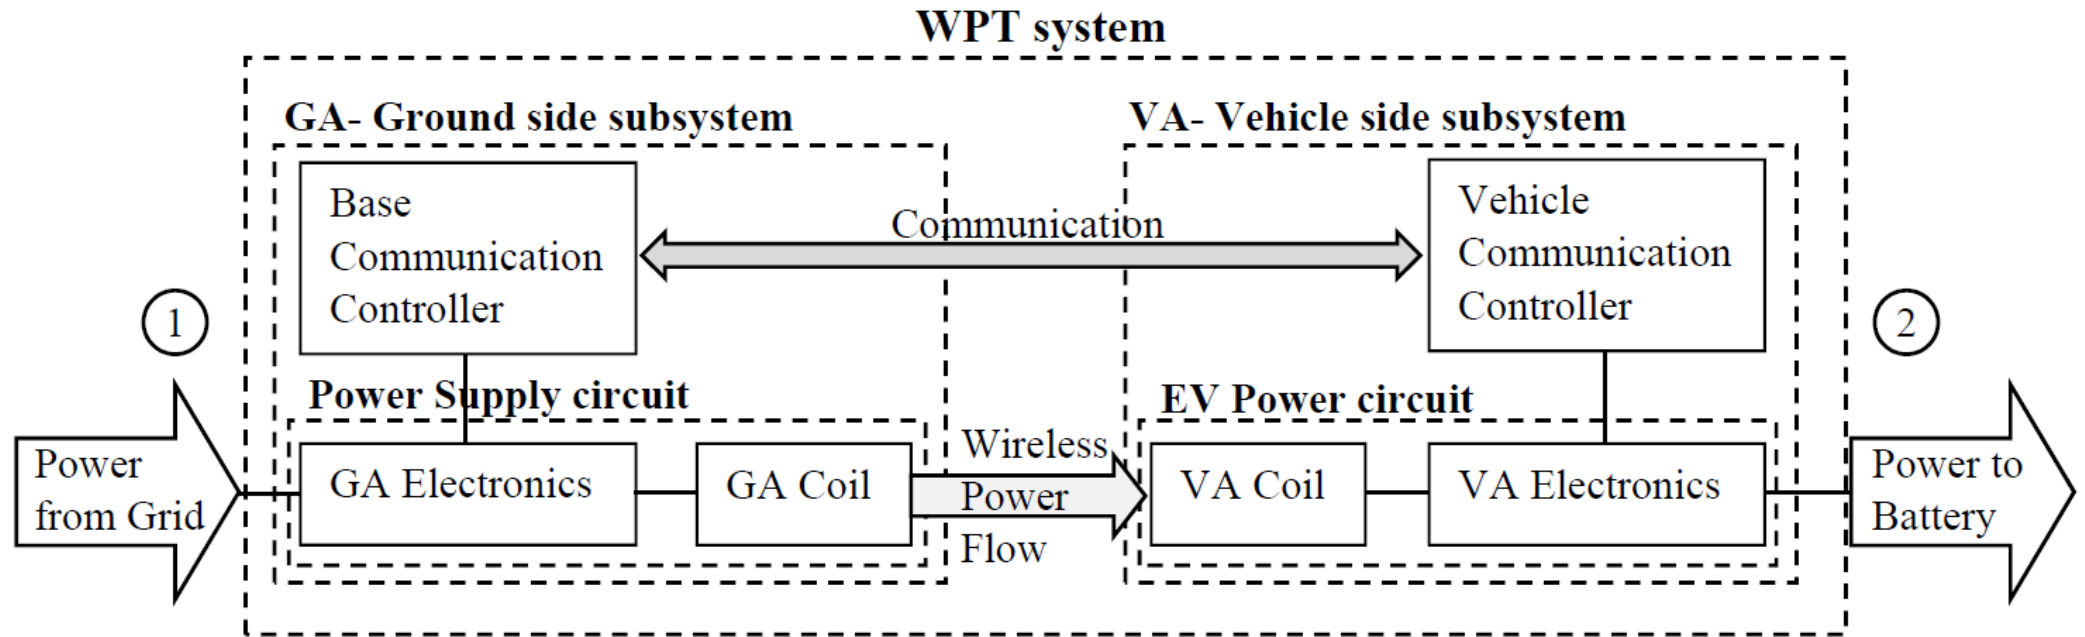 WPT system
GA- Ground side subsystem
VA- Vehicle side subsystem
Base
Communication
Controller
Communication
Vehicle
Communication
Controller
1
2
Power Supply circuit
EV Power circuit
Power
from Grid
GA Electronics
GA Coil
Wireless
Power
Flow
VA Coil
VA Electronics
Power to
Battery